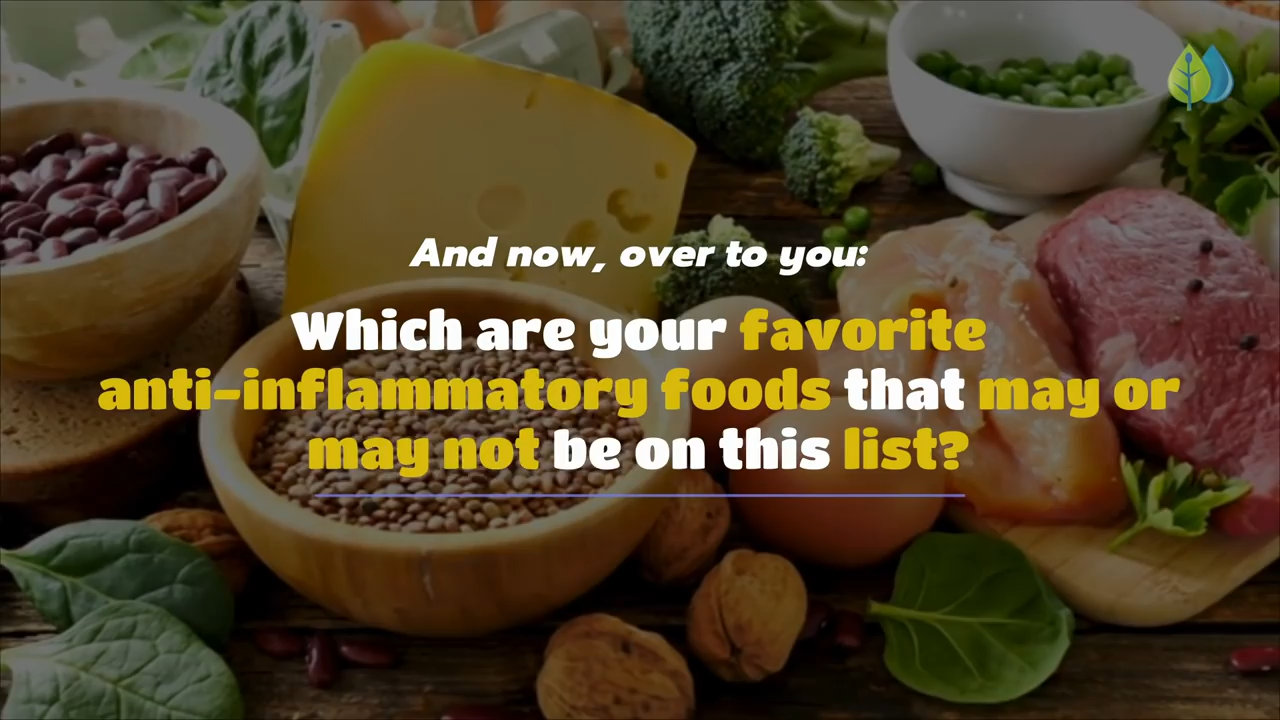 And now, over to you:
Which are your favorite
anti-inflammatory foods that may or
may not be on this list?